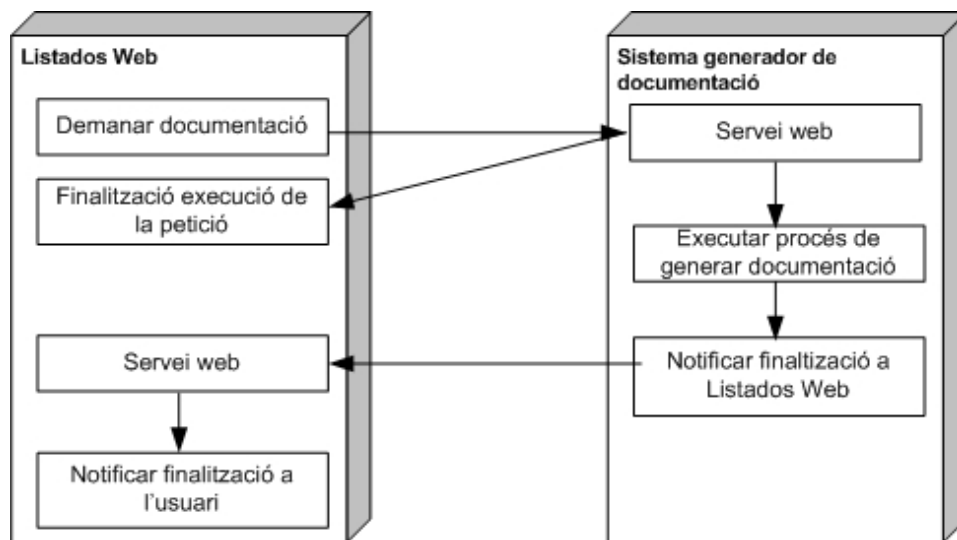 Listados Web
Demanar documentació
Finalització execució de
la petició
Servei web
Notificar finalització a
l'usuari
Sistema generador de
documentació
Servei web
Executar procés de
generar documentació
Notificar finaltizació a
Listados Web